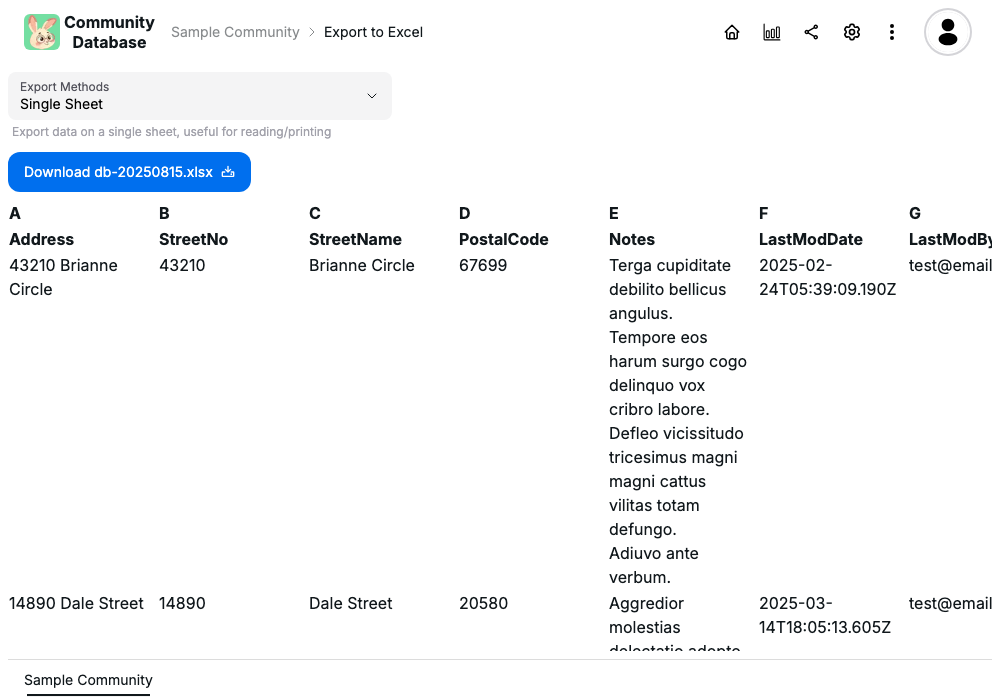 Community
Database
Sample Community > Export to Excel
Export Methods
Single Sheet
Export data on a single sheet, useful for reading/printing
Download db-20250815.xlsx
A B C D E F G
Address StreetNo StreetName PostalCode Notes LastModDate LastModBy
43210 Brianne 43210 Brianne Circle 67699 Terga cupiditate 2025-02- test@email
Circle debilito bellicus 24T05:39:09.190Z
angulus.
Tempore eos
harum surgo cogo
delinquo vox
cribro labore.
Defleo vicissitudo
tricesimus magni
magni cattus
vilitas totam
defungo.
Adiuvo ante
verbum.
14890 Dale Street 14890 Dale Street 20580 Aggredior 2025-03- test@email
molestias 14T18:05:13.605Z
delectatio adopto
Sample Community